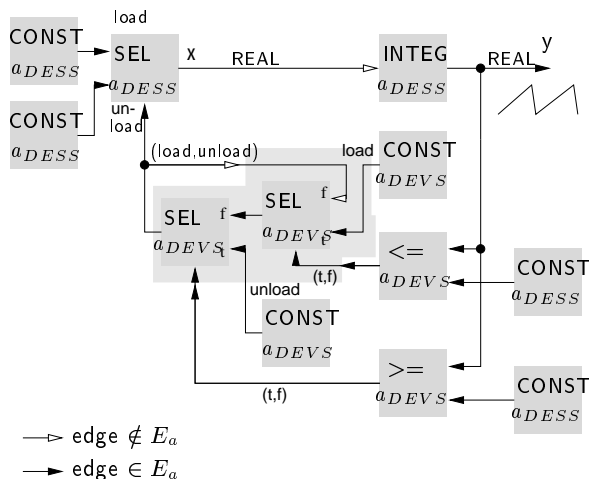 load
CONST
a_DESS
SEL
a_DESS
x
REAL
INTEG
a_DESS
REAL
y
CONST
a_DESS
un-
load
(load,unload)
load
CONST
a_DEVS
f
SEL
a_DEVS
t
SEL
f
a_DEVS
t
(t,f)
<=
a_DEVS
CONST
a_DESS
unload
CONST
a_DEVS
>=
a_DEVS
CONST
a_DESS
(t,f)
edge ∉ E_a
edge ∈ E_a